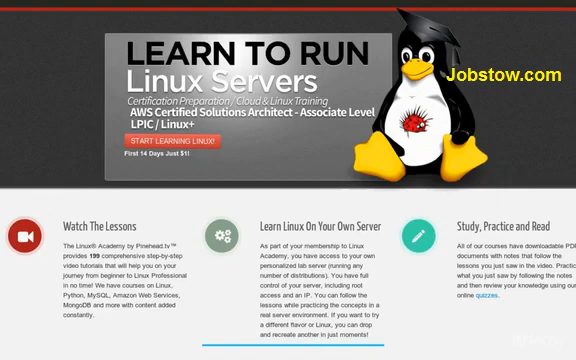 LEARN TO RUN
Linux Servers
Certification Preparation / Cloud & Linux Training
AWS Certified Solutions Architect - Associate Level
LPIC / Linux+
START LEARNING LINUX!
First 14 Days Just $1!
Jobstow.com
Watch The Lessons
The Linux® Academy by Pinehead.tv™
provides 199 comprehensive step-by-step
video tutorials that will help you on your
journey from beginner to Linux Professional
in no time! We have courses on Linux,
Python, MySQL, Amazon Web Services,
MongoDB and more with content added
constantly.
Learn Linux On Your Own Server
As part of your membership to Linux
Academy, you have access to your own
personalized lab server (running any
number of distributions). You have full
control of your server, including root
access and an IP. You can follow the
lessons while practicing the concepts in a
real server environment. If you want to try
a different flavor or Linux, you can drop
and recreate another in just moments!
Study, Practice and Read
All of our courses have downloadable PDF
documents with notes that follow the
lessons you just saw in the video. Practice
what you just saw by following the notes
and then review your knowledge using our
online quizzes.